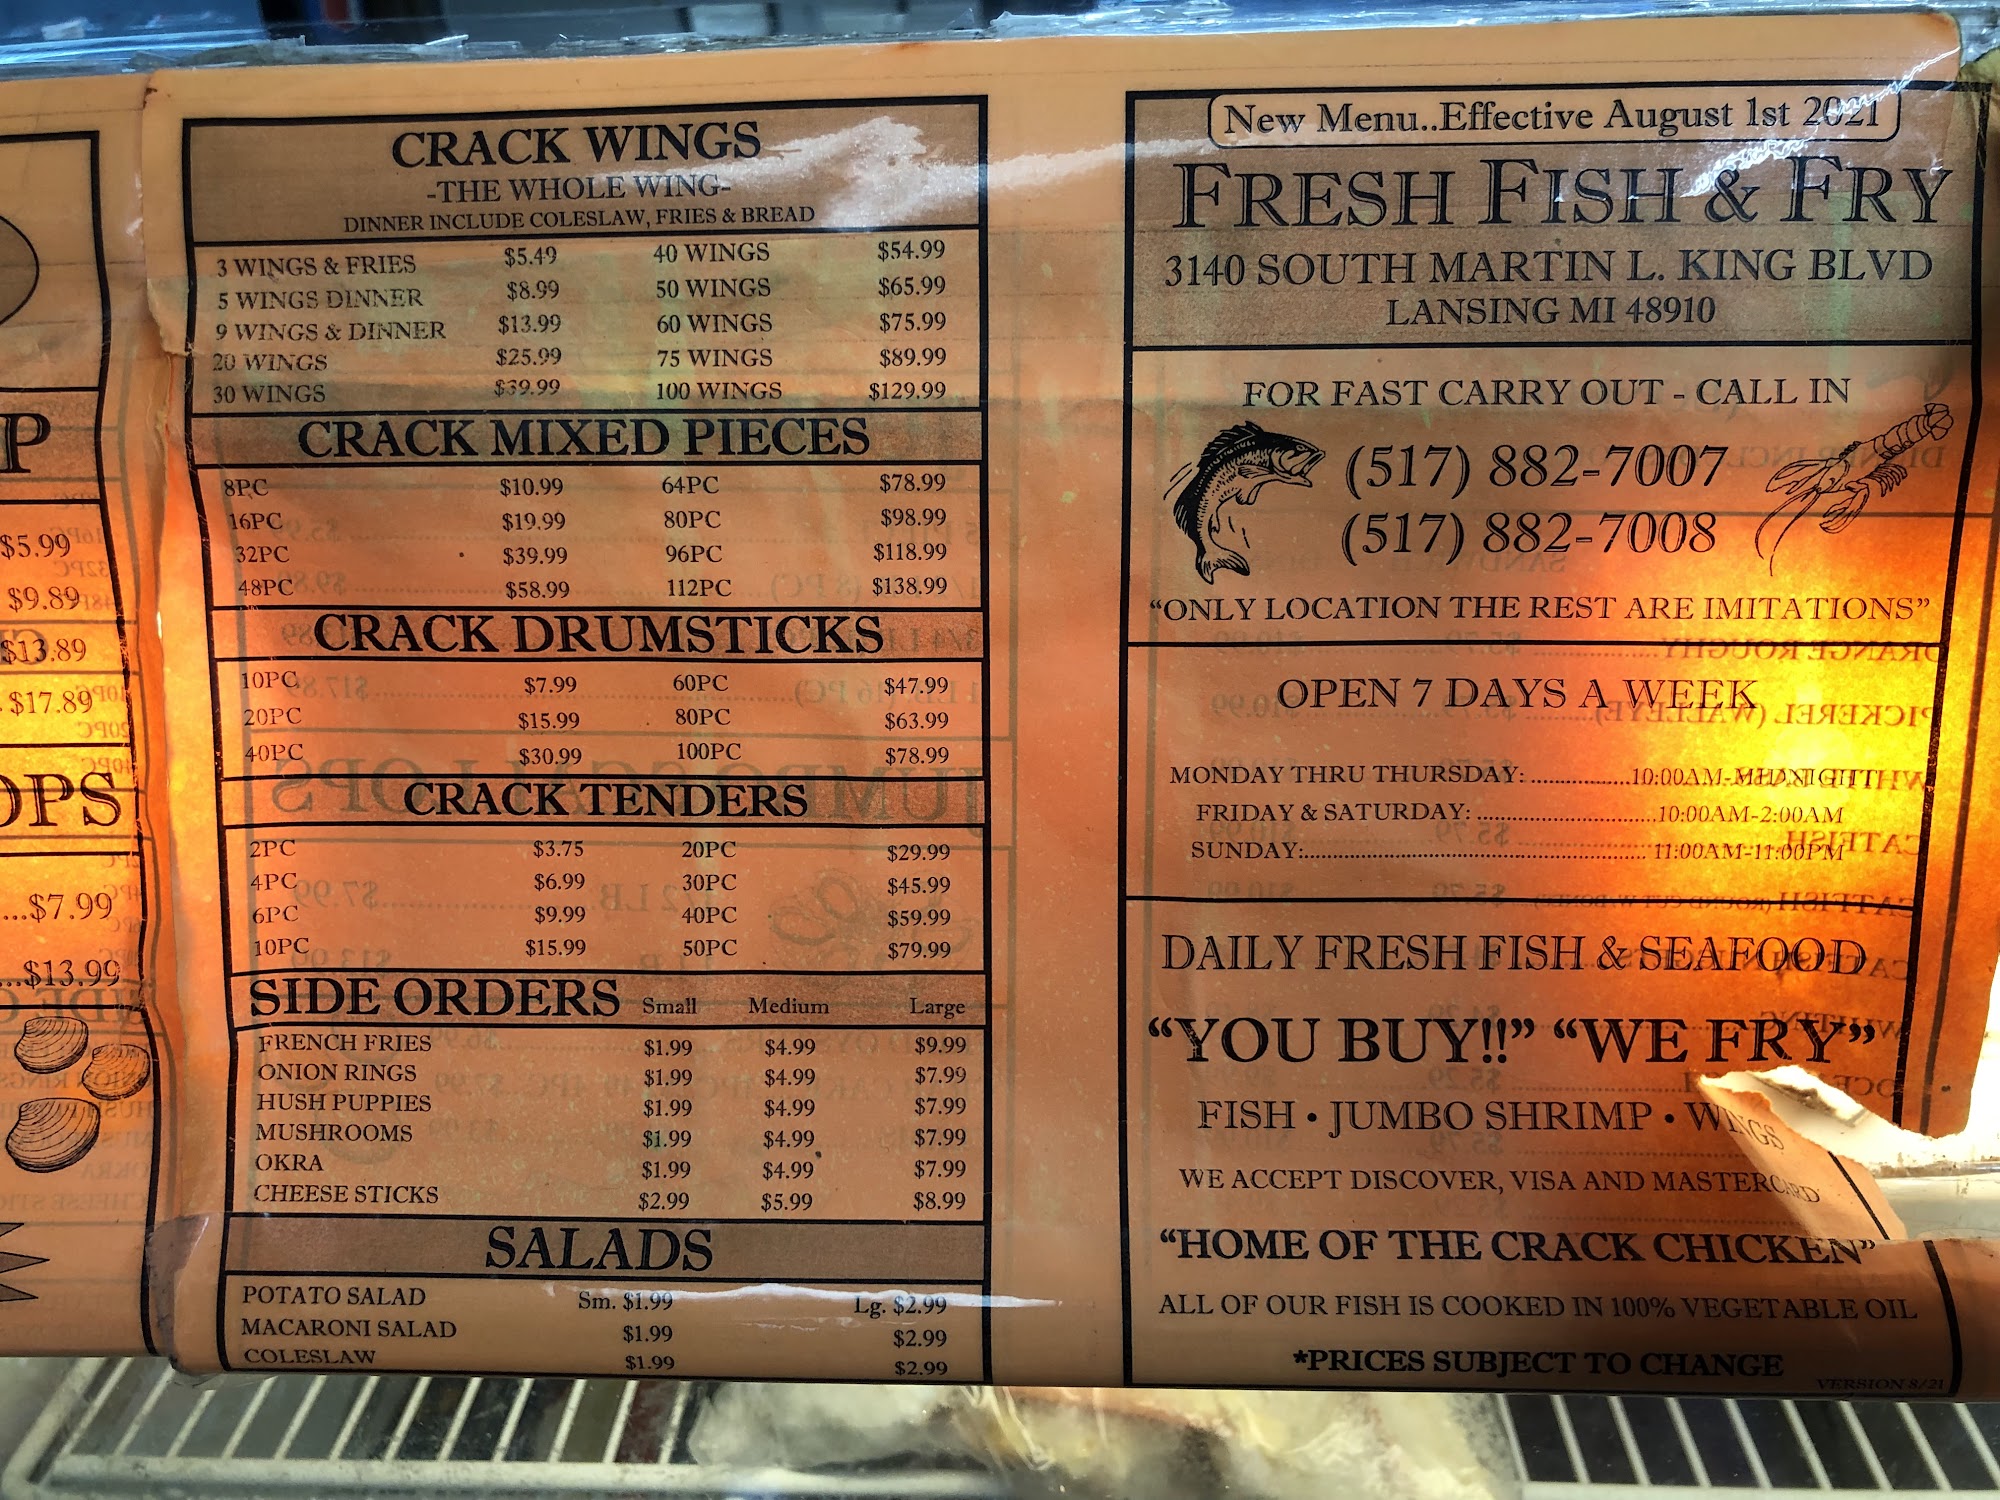 P
$5.99
$9.89
$13.89
$17.89
OPS
...$7.99
...$13.99
CRACK WINGS
-THE WHOLE WING-
DINNER INCLUDE COLESLAW, FRIES & BREAD
3 WINGS & FRIES $5.49 40 WINGS $54.99
5 WINGS DINNER $8.99 50 WINGS $65.99
9 WINGS & DINNER $13.99 60 WINGS $75.99
20 WINGS $25.99 75 WINGS $89.99
30 WINGS $39.99 100 WINGS $129.99
CRACK MIXED PIECES
8PC $10.99 64PC $78.99
16PC $19.99 80PC $98.99
32PC $39.99 96PC $118.99
48PC $58.99 112PC $138.99
CRACK DRUMSTICKS
10PC $7.99 60PC $47.99
20PC $15.99 80PC $63.99
40PC $30.99 100PC $78.99
CRACK TENDERS
2PC $3.75 20PC $29.99
4PC $6.99 30PC $45.99
6PC $9.99 40PC $59.99
10PC $15.99 50PC $79.99
SIDE ORDERS Small Medium Large
FRENCH FRIES $1.99 $4.99 $9.99
ONION RINGS $1.99 $4.99 $7.99
HUSH PUPPIES $1.99 $4.99 $7.99
MUSHROOMS $1.99 $4.99 $7.99
OKRA $1.99 $4.99 $7.99
CHEESE STICKS $2.99 $5.99 $8.99
SALADS
POTATO SALAD Sm. $1.99 Lg. $2.99
MACARONI SALAD $1.99 $2.99
COLESLAW $1.99 $2.99
New Menu..Effective August 1st 2021
FRESH FISH & FRY
3140 SOUTH MARTIN L. KING BLVD
LANSING MI 48910
FOR FAST CARRY OUT - CALL IN
(517) 882-7007
(517) 882-7008
“ONLY LOCATION THE REST ARE IMITATIONS”
OPEN 7 DAYS A WEEK
MONDAY THRU THURSDAY: ..............10:00AM-MIDNIGHT
FRIDAY & SATURDAY: .........................10:00AM-2:00AM
SUNDAY:................................................ 11:00AM-11:00PM
DAILY FRESH FISH & SEAFOOD
“YOU BUY!!” “WE FRY”
FISH • JUMBO SHRIMP • WINGS
WE ACCEPT DISCOVER, VISA AND MASTERCARD
“HOME OF THE CRACK CHICKEN”
ALL OF OUR FISH IS COOKED IN 100% VEGETABLE OIL
*PRICES SUBJECT TO CHANGE
VERSION 8/21